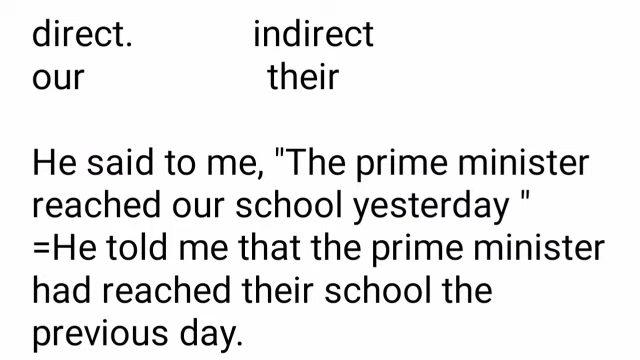 direct. indirect
our their
He said to me, "The prime minister
reached our school yesterday "
=He told me that the prime minister
had reached their school the
previous day.